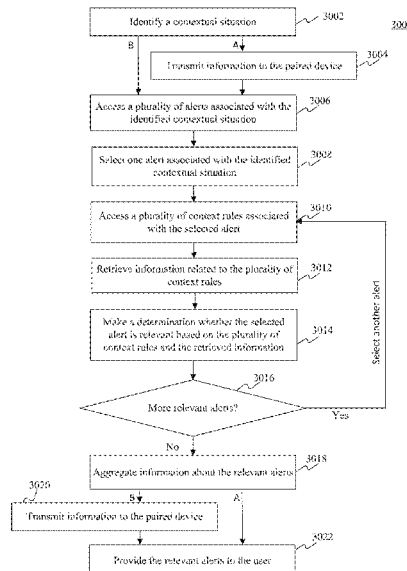 Identify a contextual situation
3002
300
B
A
3004
Transmit information to the paired device
Access a plurality of alerts associated with the
identified contextual situation
3006
Select one alert associated with the identified
contextual situation
3008
Access a plurality of context rules associated
with the selected alert
3010
Retrieve information related to the plurality of
context rules
3012
Make a determination whether the selected
alert is relevant based on the plurality of
context rules and the retrieved information
3014
Select another alert
3016
More relevant alerts?
Yes
No
Aggregate information about the relevant alerts
3018
3020
B
A
Transmit information to the paired device
Provide the relevant alerts to the user
3022